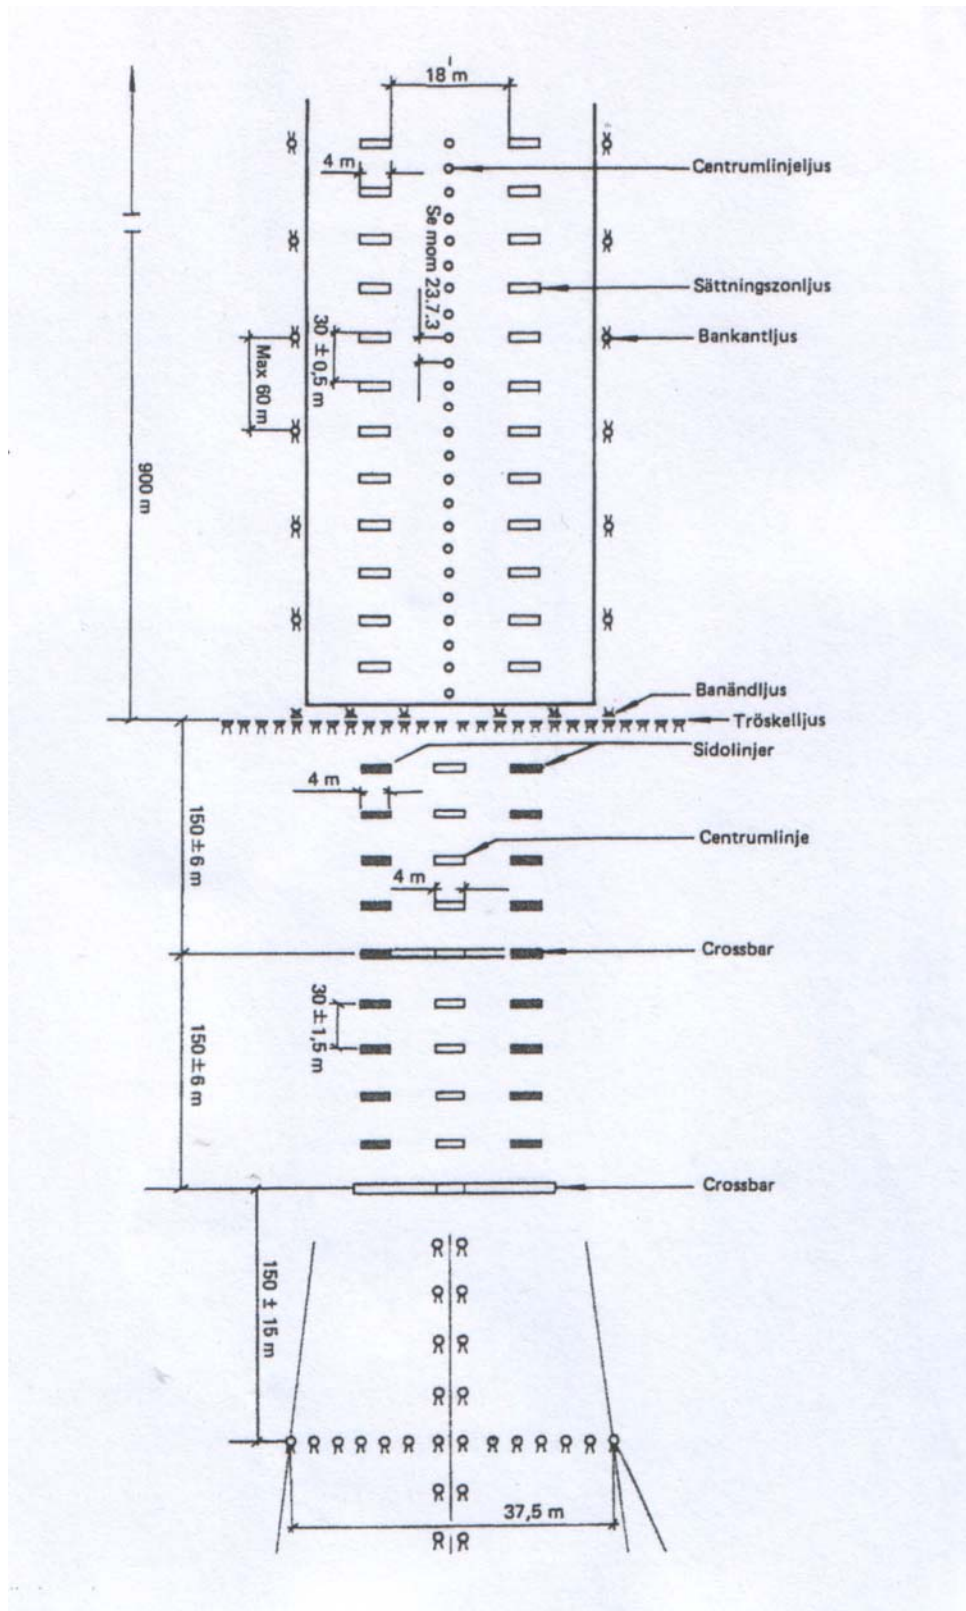 18 m
Centrumlinjeljus
4 m
Se mom 23.7.3
Sättningszonljus
30 ± 0,5 m
Bankantljus
Max 60 m
900 m
Banändljus
Tröskelljus
Sidolinjer
4 m
150 ± 6 m
Centrumlinje
4 m
Crossbar
30 ± 1,5 m
150 ± 6 m
Crossbar
150 ± 15 m
37,5 m